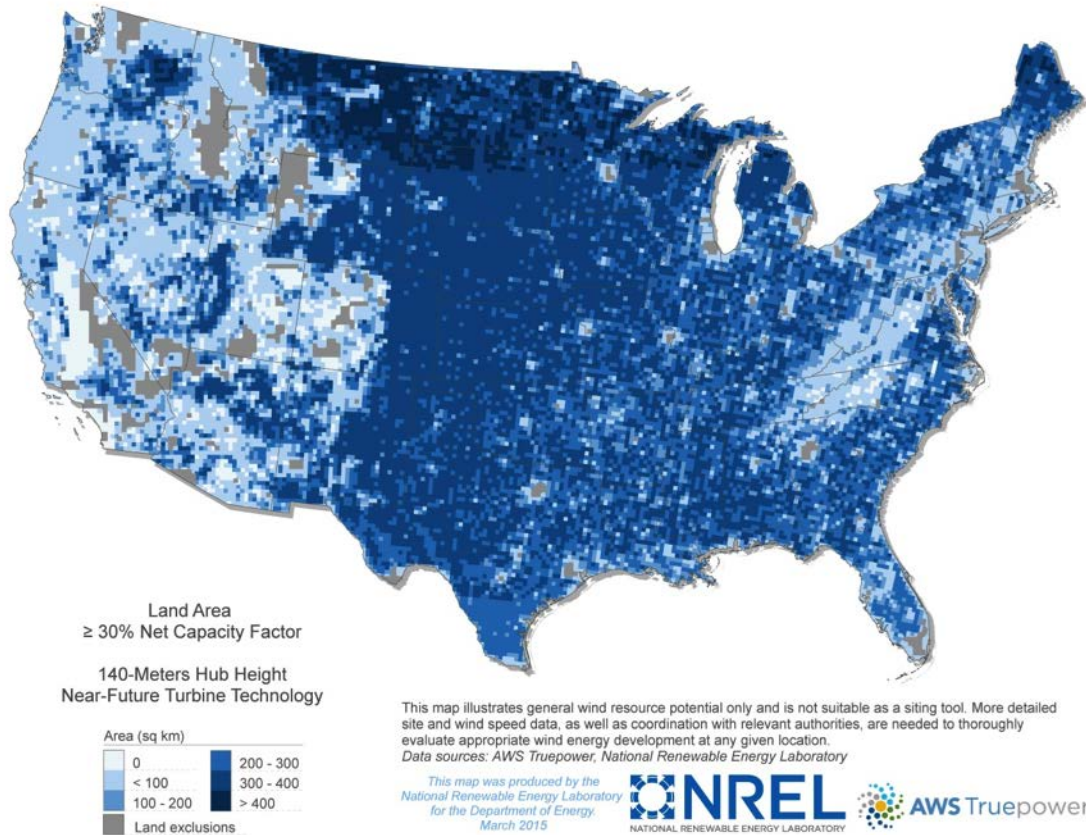 Land Area
≥ 30% Net Capacity Factor
140-Meters Hub Height
Near-Future Turbine Technology
Area (sq km)
0
< 100
100 - 200
200 - 300
300 - 400
> 400
Land exclusions
This map illustrates general wind resource potential only and is not suitable as a siting tool. More detailed
site and wind speed data, as well as coordination with relevant authorities, are needed to thoroughly
evaluate appropriate wind energy development at any given location.
Data sources: AWS Truepower, National Renewable Energy Laboratory
This map was produced by the
National Renewable Energy Laboratory
for the Department of Energy.
March 2015
NREL
NATIONAL RENEWABLE ENERGY LABORATORY
AWS Truepower